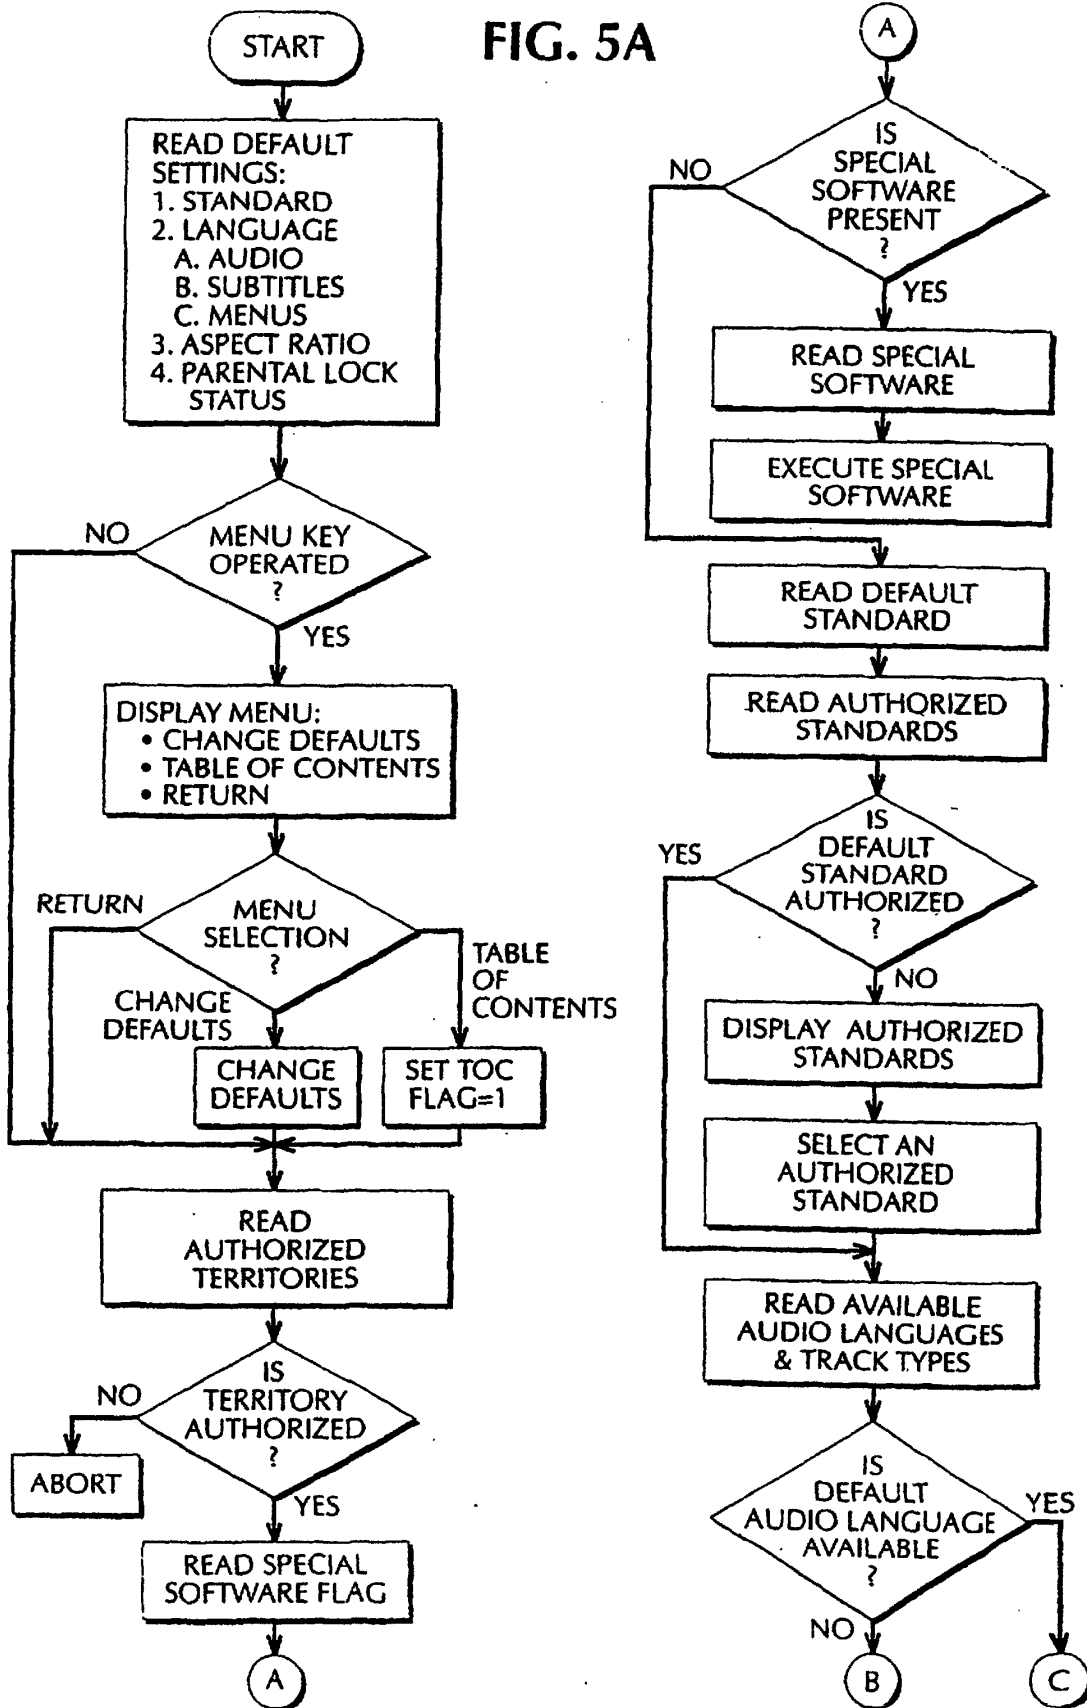 FIG. 5A
START
READ DEFAULT
SETTINGS:
1. STANDARD
2. LANGUAGE
A. AUDIO
B. SUBTITLES
C. MENUS
3. ASPECT RATIO
4. PARENTAL LOCK
STATUS
NO
MENU KEY
OPERATED
?
YES
DISPLAY MENU:
• CHANGE DEFAULTS
• TABLE OF CONTENTS
• RETURN
RETURN
MENU
SELECTION
?
TABLE
OF
CONTENTS
CHANGE
DEFAULTS
CHANGE
DEFAULTS
SET TOC
FLAG=1
READ
AUTHORIZED
TERRITORIES
NO
IS
TERRITORY
AUTHORIZED
?
ABORT
YES
READ SPECIAL
SOFTWARE FLAG
A
A
NO
IS
SPECIAL
SOFTWARE
PRESENT
?
YES
READ SPECIAL
SOFTWARE
EXECUTE SPECIAL
SOFTWARE
READ DEFAULT
STANDARD
READ AUTHORIZED
STANDARDS
YES
IS
DEFAULT
STANDARD
AUTHORIZED
?
NO
DISPLAY AUTHORIZED
STANDARDS
SELECT AN
AUTHORIZED
STANDARD
READ AVAILABLE
AUDIO LANGUAGES
& TRACK TYPES
IS
DEFAULT
AUDIO LANGUAGE
AVAILABLE
?
YES
NO
B
C